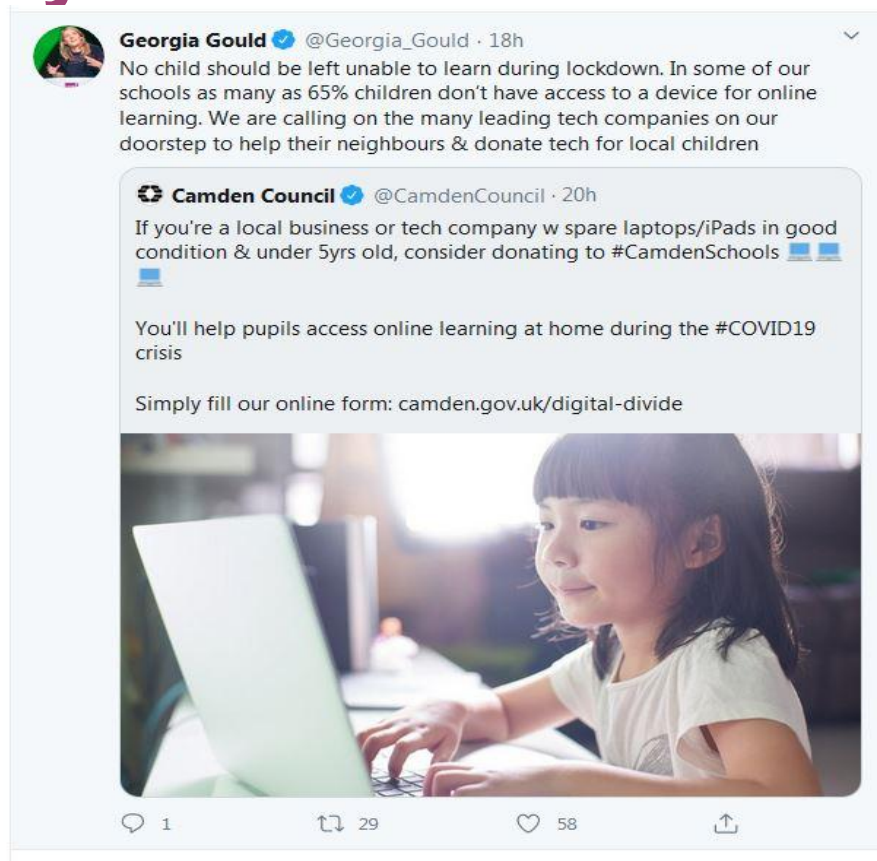 Georgia Gould @Georgia_Gould · 18h
No child should be left unable to learn during lockdown. In some of our
schools as many as 65% children don't have access to a device for online
learning. We are calling on the many leading tech companies on our
doorstep to help their neighbours & donate tech for local children
Camden Council @CamdenCouncil · 20h
If you're a local business or tech company w spare laptops/iPads in good
condition & under 5yrs old, consider donating to #CamdenSchools 💻 💻
💻
You'll help pupils access online learning at home during the #COVID19
crisis
Simply fill our online form: camden.gov.uk/digital-divide
1 29 58